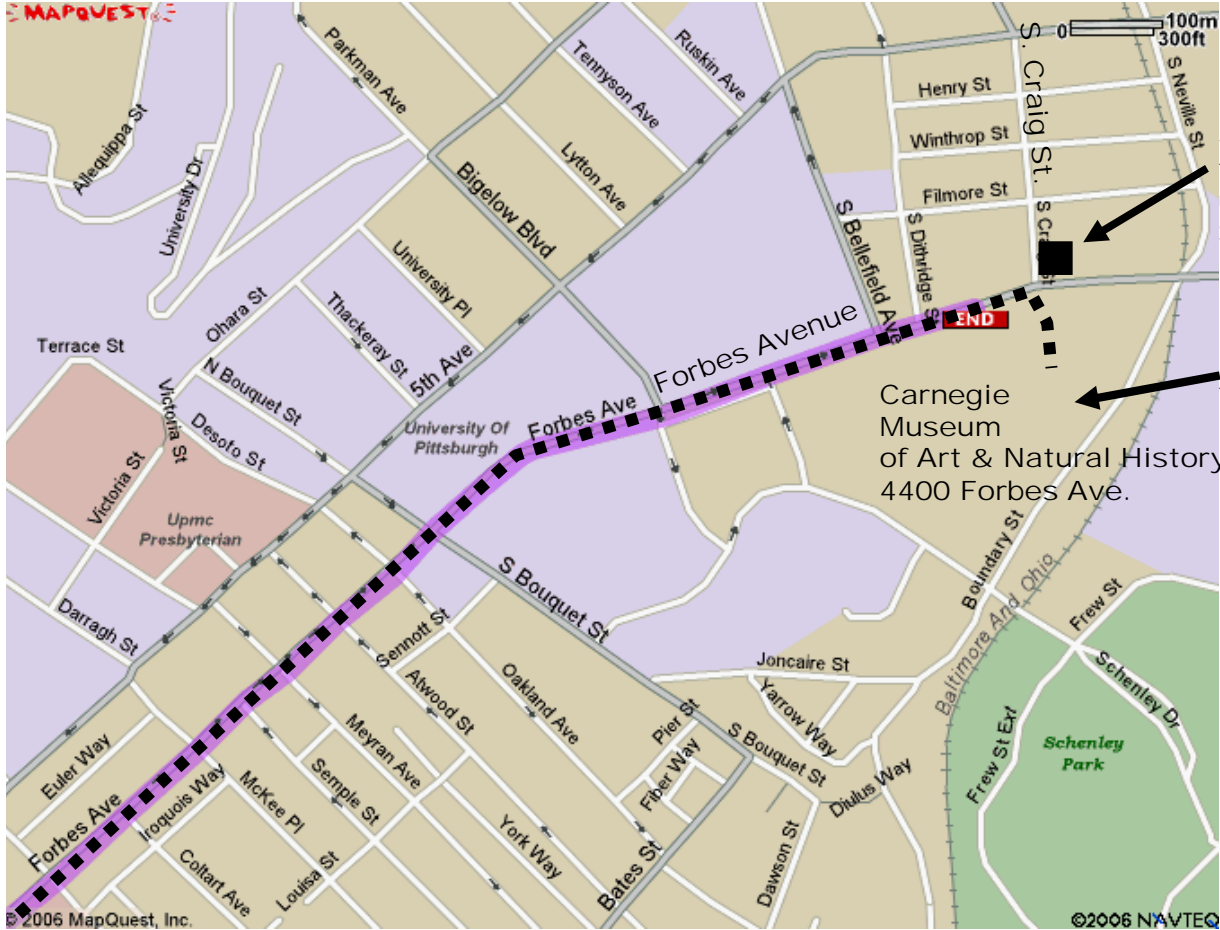 MAPQUEST
0 100m
300ft
Parkman Ave
Tennyson Ave
Ruskin Ave
S. Craig St.
S Neville St
Henry St
Winthrop St
Filmore St
Allequippa St
University Dr
Lytton Ave
Bigelow Blvd
S Bellefield Ave
S Dithridge St
S Craig St
University Pl
Ohara St
Thackeray St
5th Ave
Forbes Avenue
END
Terrace St
N Bouquet St
Victoria St
Desoto St
Forbes Ave
University Of
Pittsburgh
Carnegie
Museum
of Art & Natural History
4400 Forbes Ave.
Victoria St
Upmc
Presbyterian
S Bouquet St
Boundary St
Baltimore And Ohio
Frew St
Darragh St
Sennott St
Joncaire St
Schenley Dr
Atwood St
Oakland Ave
Yarrow Way
Pier St
S Bouquet St
Frew St Ext
Schenley
Park
Euler Way
Meyran Ave
Fiber Way
Diulus Way
Forbes Ave
Iroquois Way
McKee Pl
Semple St
York Way
Coltart Ave
Louisa St
Bates St
Dawson St
© 2006 MapQuest, Inc.
©2006 NAVTEQ